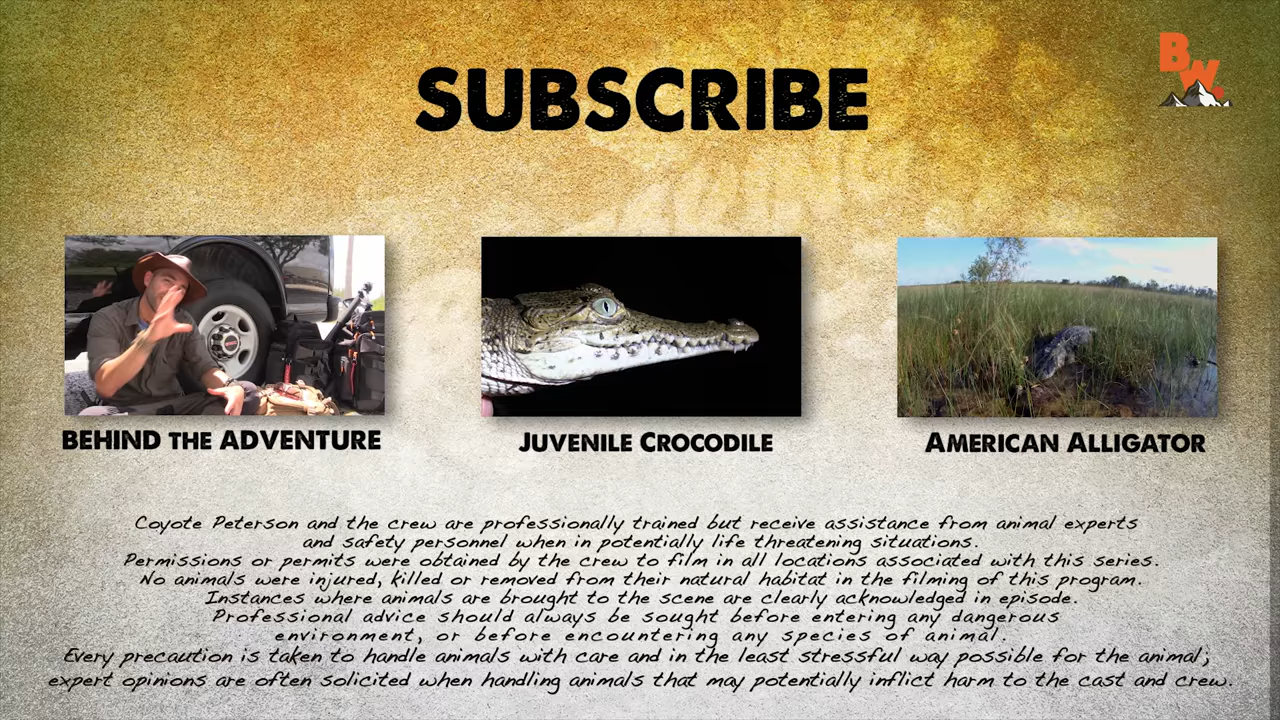 SUBSCRIBE
BW
BEHIND THE ADVENTURE
JUVENILE CROCODILE
AMERICAN ALLIGATOR
Coyote Peterson and the crew are professionally trained but receive assistance from animal experts
and safety personnel when in potentially life threatening situations.
Permissions or permits were obtained by the crew to film in all locations associated with this series.
No animals were injured, killed or removed from their natural habitat in the filming of this program.
Instances where animals are brought to the scene are clearly acknowledged in episode.
Professional advice should always be sought before entering any dangerous
environment, or before encountering any species of animal.
Every precaution is taken to handle animals with care and in the least stressful way possible for the animal;
expert opinions are often solicited when handling animals that may potentially inflict harm to the cast and crew.